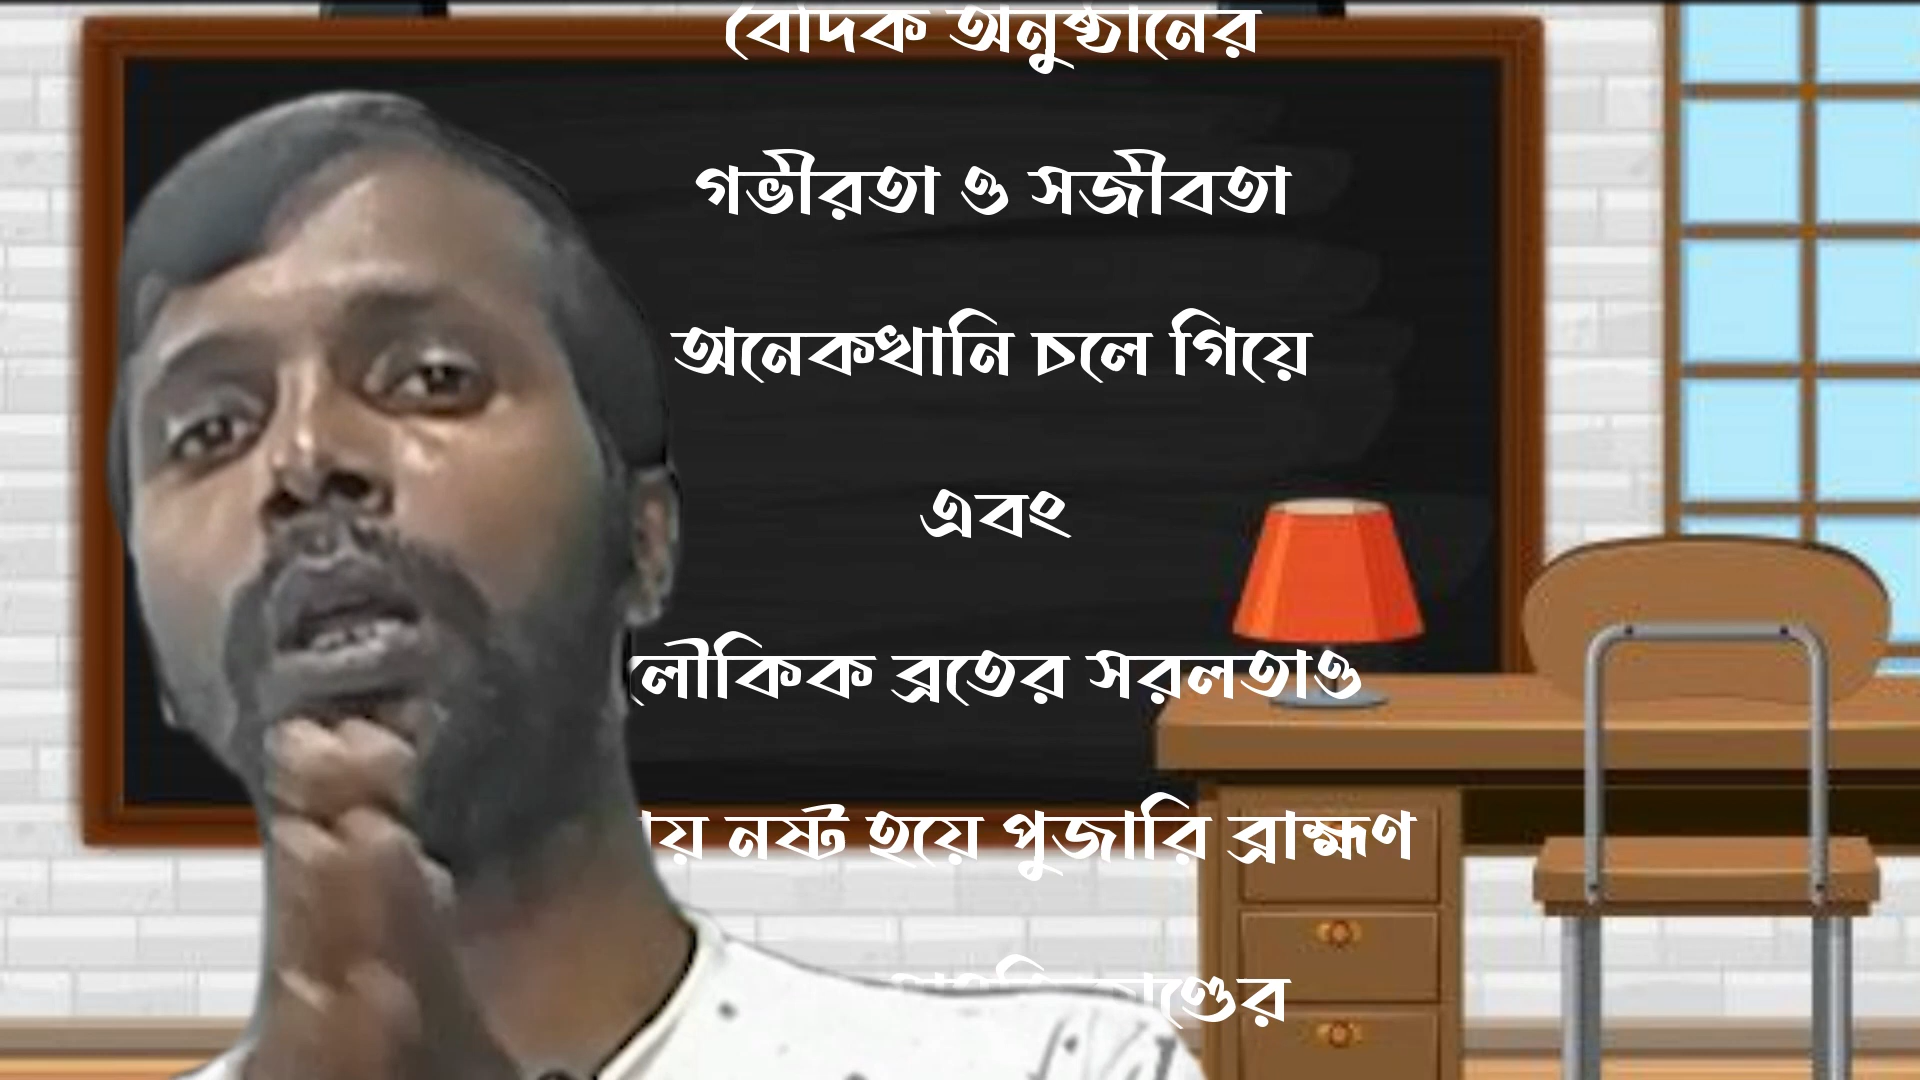 বৈদিক অনুষ্ঠানের
গভীরতা ও সজীবতা
অনেকখানি চলে গিয়ে
এবং
লৌকিক ব্রতের সরলতাও
নষ্ট হয়ে পুজারি ব্রাহ্মণ